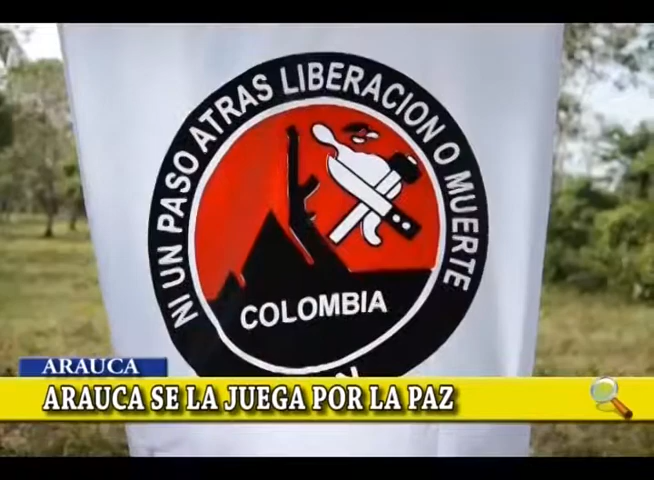 NI UN PASO ATRAS LIBERACION O MUERTE
COLOMBIA
ARAUCA
ARAUCA SE LA JUEGA POR LA PAZ